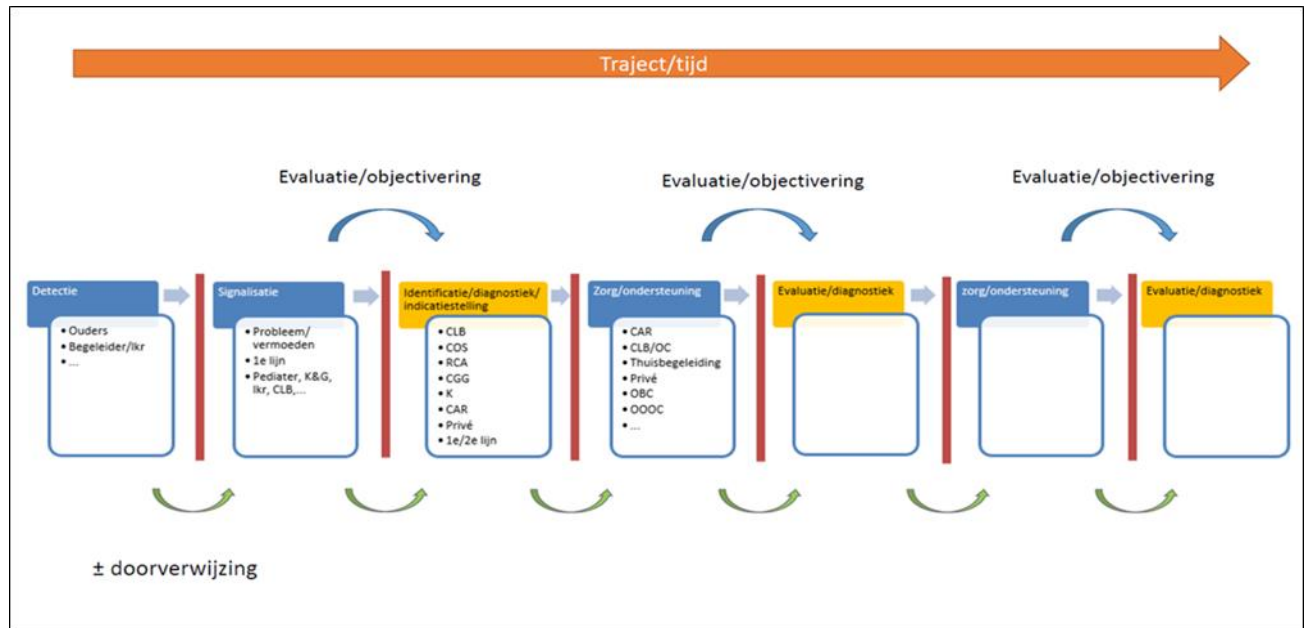 Traject/tijd
Evaluatie/objectivering
Evaluatie/objectivering
Evaluatie/objectivering
Detectie
• Ouders
• Begeleider/lkr
• ...
Signalisatie
• Probleem/
vermoeden
• 1e lijn
• Pediater, K&G,
lkr, CLB,...
Identificatie/diagnostiek/
indicatiestelling
• CLB
• COS
• RCA
• CGG
• K
• CAR
• Privé
• 1e/2e lijn
Zorg/ondersteuning
• CAR
• CLB/OC
• Thuisbegeleiding
• Privé
• OBC
• OOOC
• ...
Evaluatie/diagnostiek
zorg/ondersteuning
Evaluatie/diagnostiek
± doorverwijzing